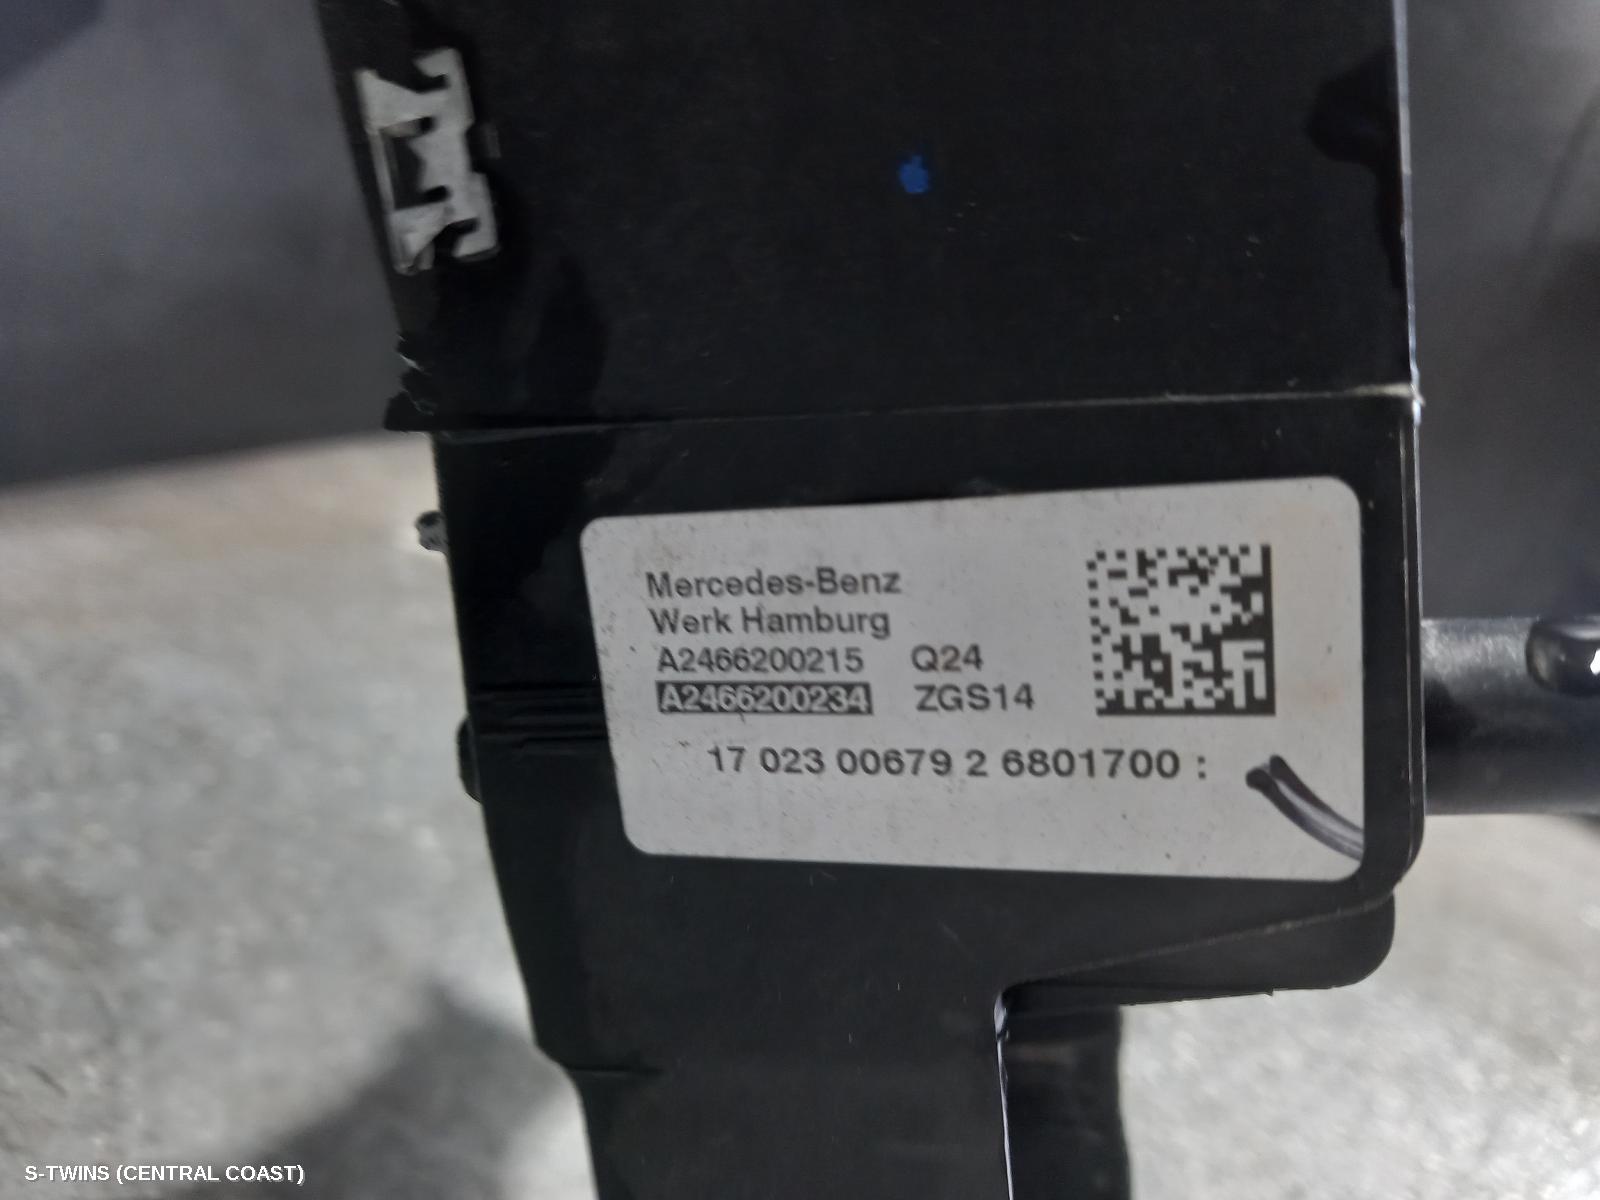 Mercedes-Benz
Werk Hamburg
A2466200215 Q24
A2466200234 ZGS14
17 023 00679 2 6801700 :
S-TWINS (CENTRAL COAST)